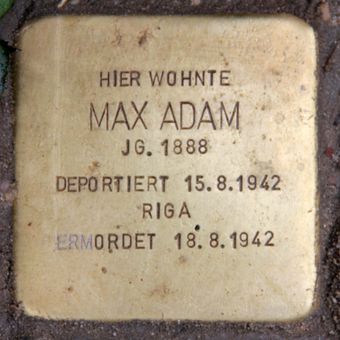 HIER WOHNTE
MAX ADAM
JG. 1888
DEPORTIERT 15.8.1942
RIGA
ERMORDET 18.8.1942